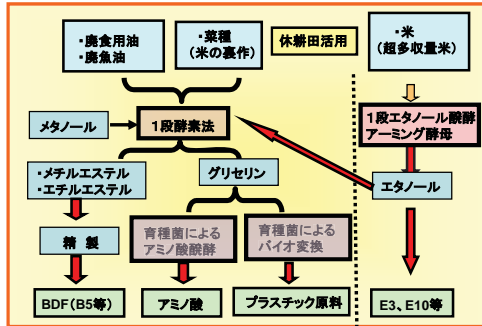 ・廃食用油
・廃魚油
・菜種
(米の裏作)
休耕田活用
・米
(超多収量米)
メタノール
1段酵素法
1段エタノール醗酵
アーミング酵母
・メチルエステル
・エチルエステル
グリセリン
エタノール
精 製
育種菌による
アミノ酸醗酵
育種菌による
バイオ変換
BDF(B5等)
アミノ酸
プラスチック原料
E3、E10等